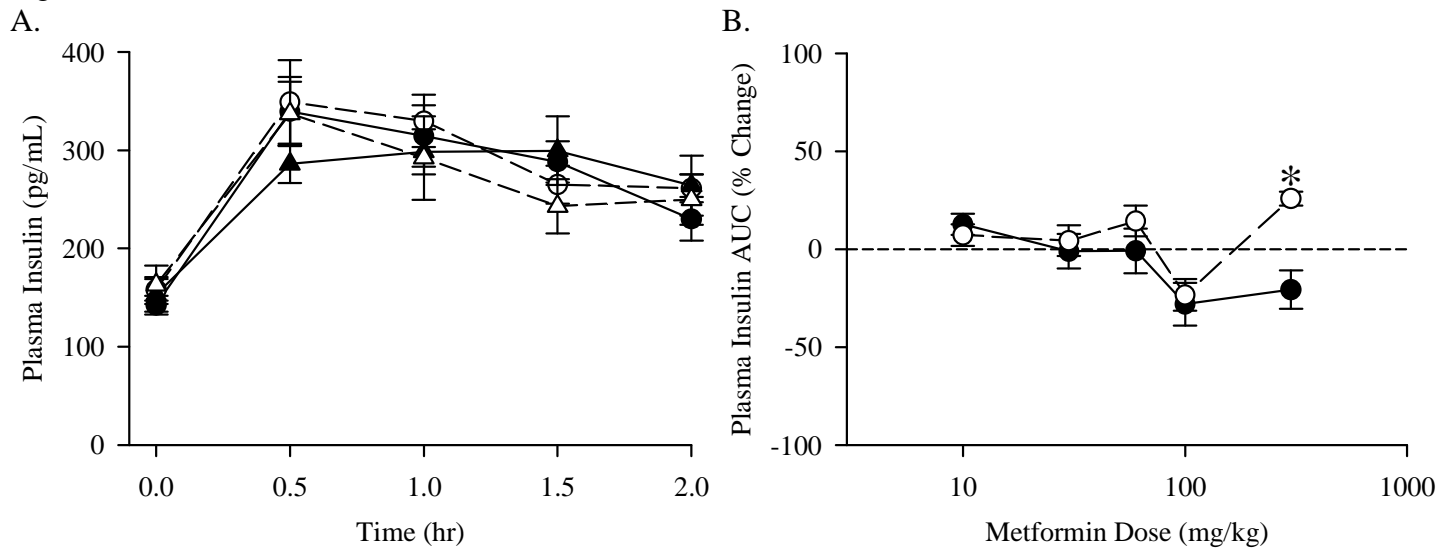 A.
Plasma Insulin (pg/mL)
400
300
200
100
0
0.0 0.5 1.0 1.5 2.0
Time (hr)
B.
Plasma Insulin AUC (% Change)
100
50
0
-50
-100
*
10 100 1000
Metformin Dose (mg/kg)